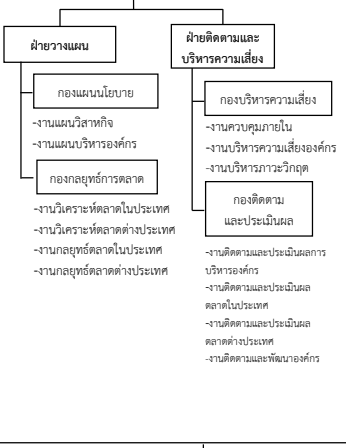 ฝ่ายวางแผน
กองแผนนโยบาย
-งานแผนวิสาหกิจ
-งานแผนบริหารองค์กร
กองกลยุทธ์การตลาด
-งานวิเคราะห์ตลาดในประเทศ
-งานวิเคราะห์ตลาดต่างประเทศ
-งานกลยุทธ์ตลาดในประเทศ
-งานกลยุทธ์ตลาดต่างประเทศ
ฝ่ายติดตามและ
บริหารความเสี่ยง
กองบริหารความเสี่ยง
-งานควบคุมภายใน
-งานบริหารความเสี่ยงองค์กร
-งานบริหารภาวะวิกฤต
กองติดตาม
และประเมินผล
-งานติดตามและประเมินผลการ
บริหารองค์กร
-งานติดตามและประเมินผล
ตลาดในประเทศ
-งานติดตามและประเมินผล
ตลาดต่างประเทศ
-งานติดตามและพัฒนาองค์กร